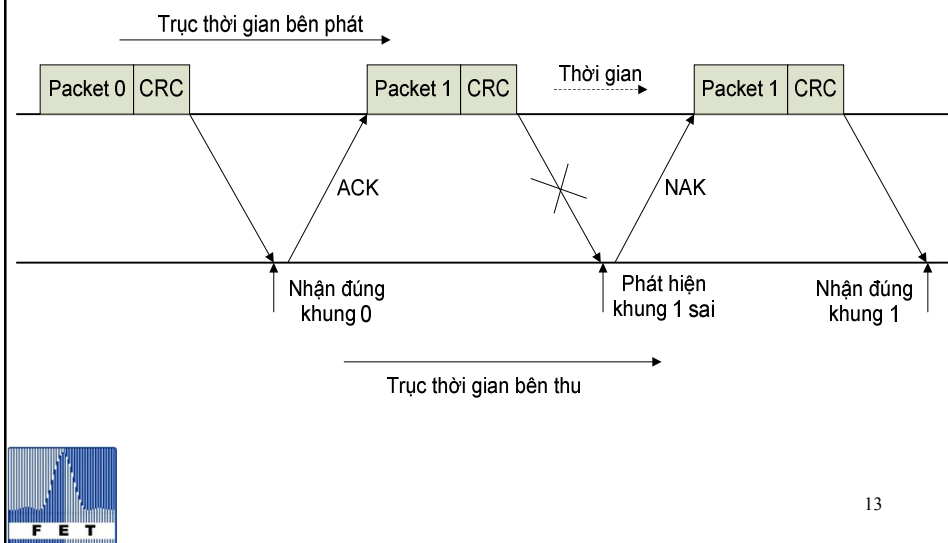 Trục thời gian bên phát
Packet 0 CRC
Packet 1 CRC
Thời gian
Packet 1 CRC
ACK
NAK
Nhận đúng
khung 0
Phát hiện
khung 1 sai
Nhận đúng
khung 1
Trục thời gian bên thu
F E T
13